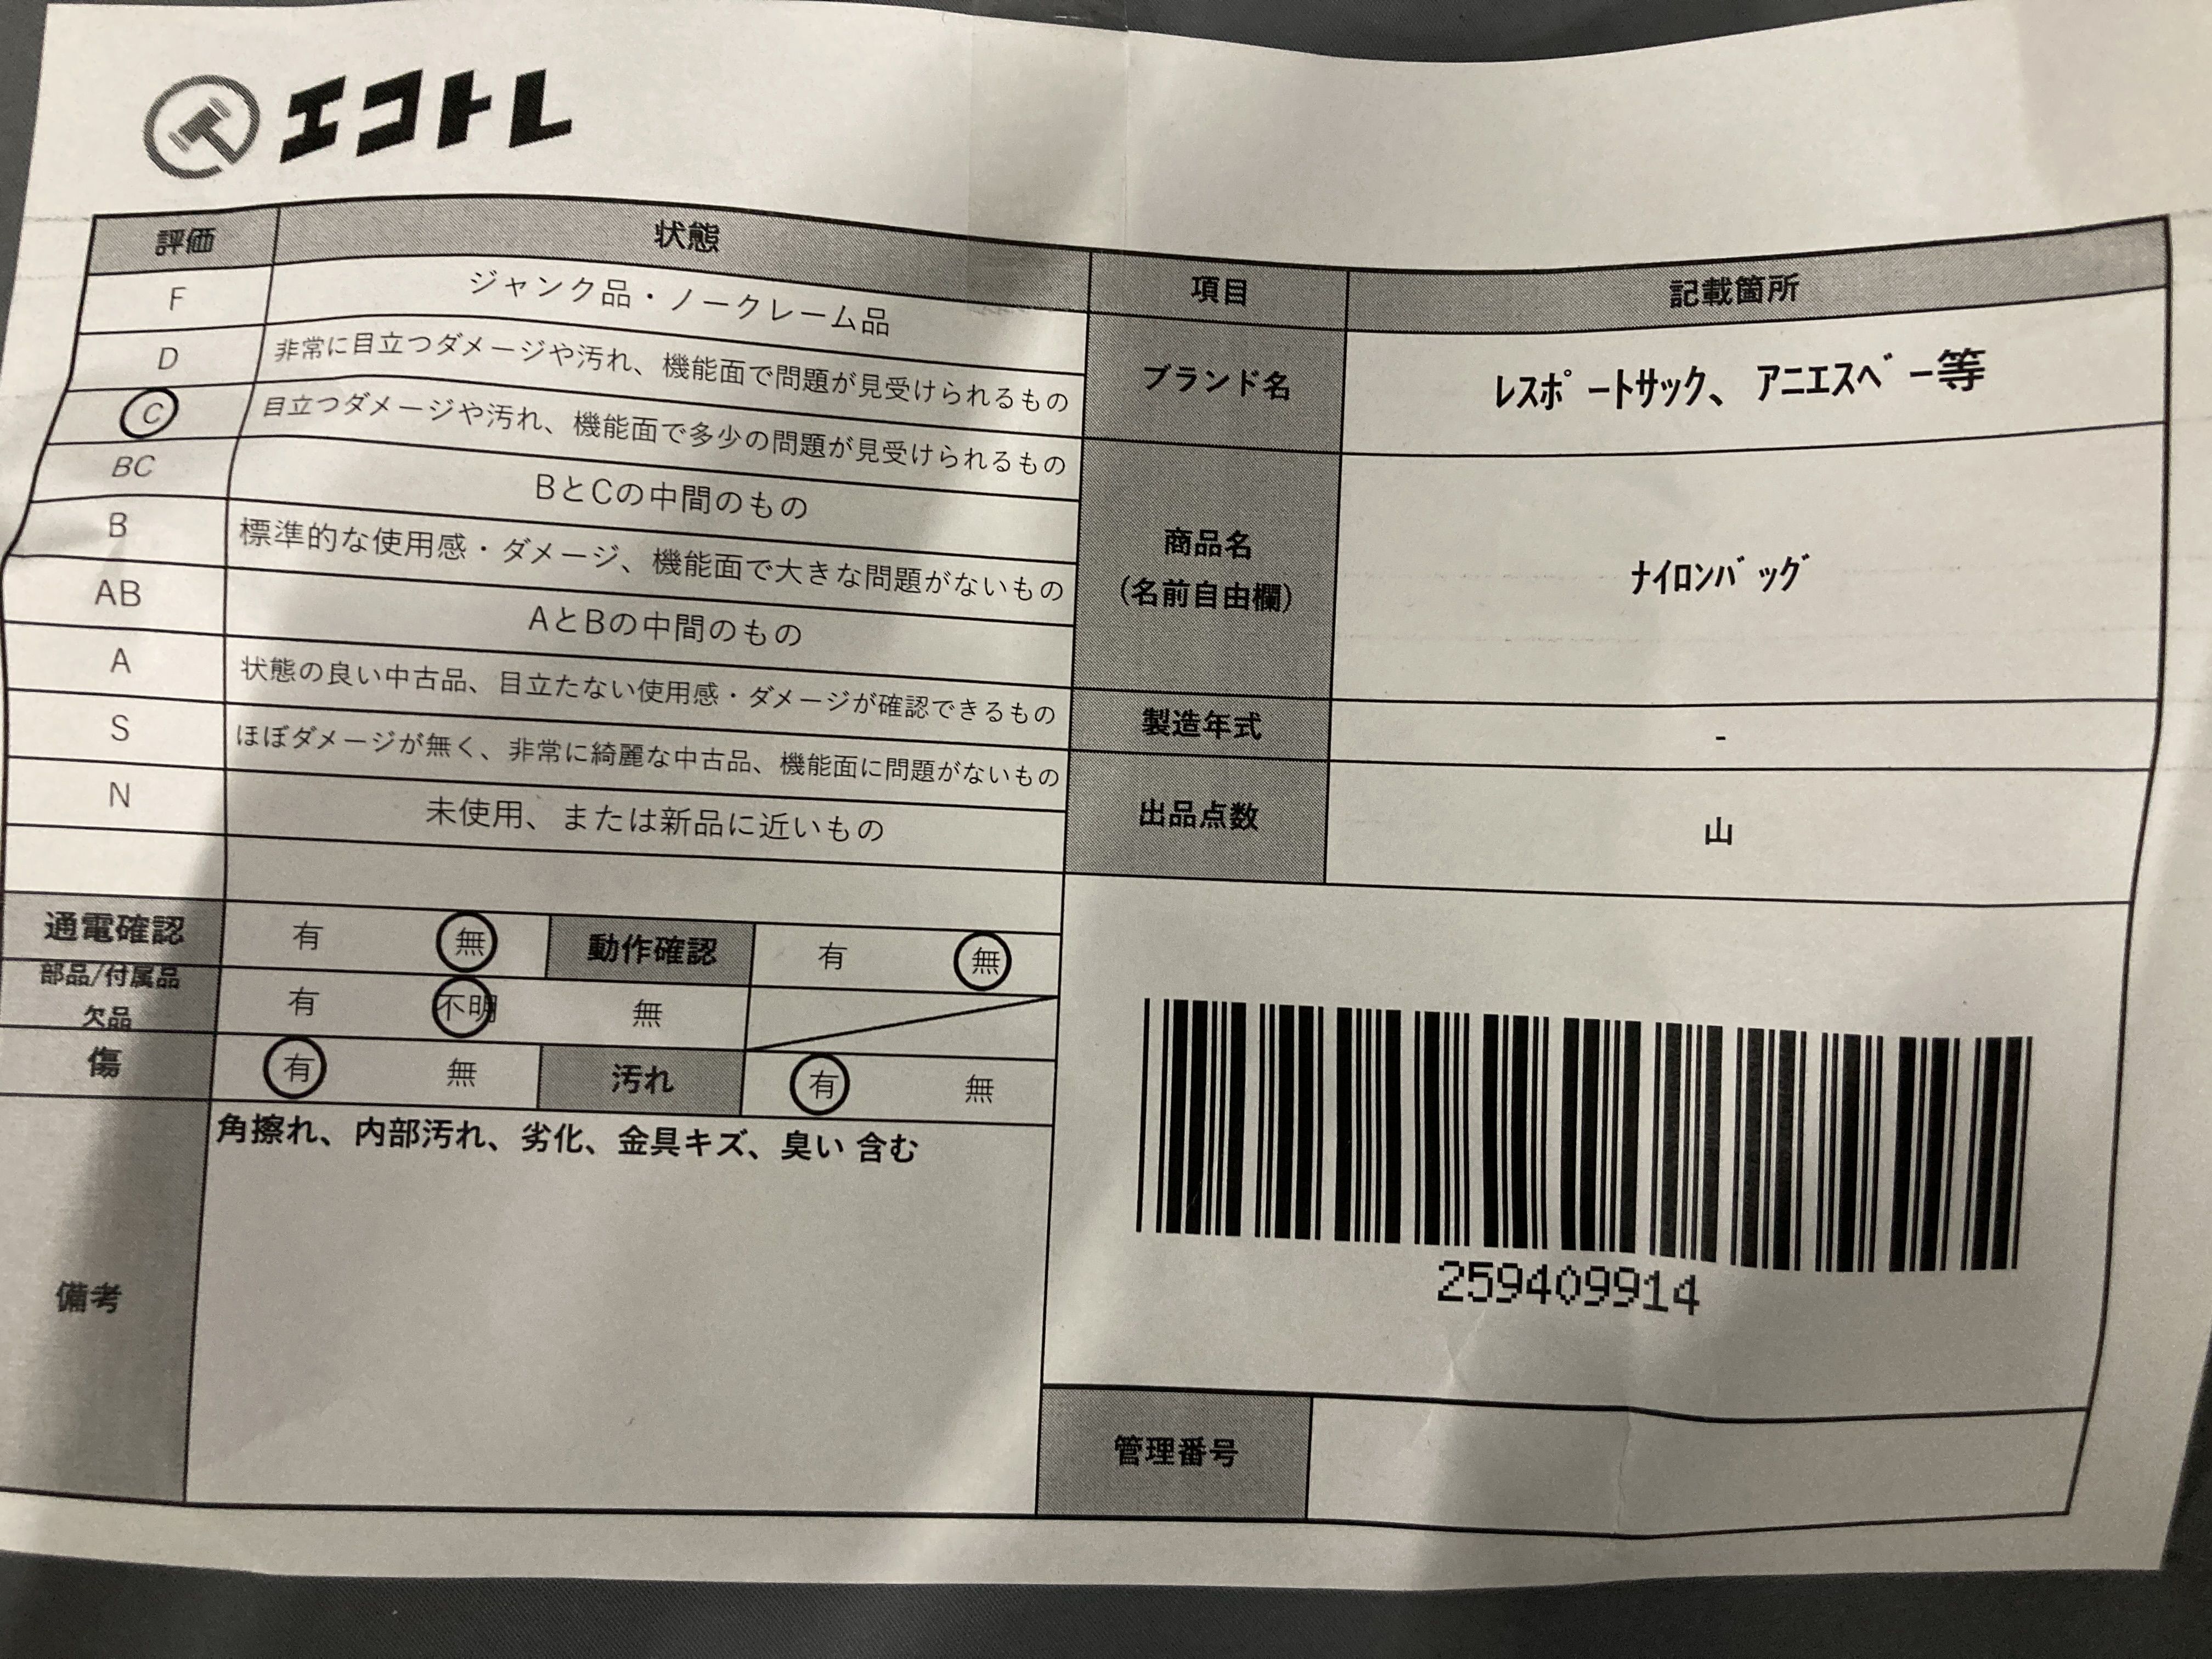 エコトレ
評価 状態
F ジャンク品・ノークレーム品
D 非常に目立つダメージや汚れ、機能面で問題が見受けられるもの
C 目立つダメージや汚れ、機能面で多少の問題が見受けられるもの
BC BとCの中間のもの
B 標準的な使用感・ダメージ、機能面で大きな問題がないもの
AB AとBの中間のもの
A 状態の良い中古品、目立たない使用感・ダメージが確認できるもの
S ほぼダメージが無く、非常に綺麗な中古品、機能面に問題がないもの
N 未使用、または新品に近いもの
通電確認 有 無 動作確認 有 無
部品/付属品
欠品 有 不明 無
傷 有 無 汚れ 有 無
備考 角擦れ、内部汚れ、劣化、金具キズ、臭い 含む
項目 記載箇所
ブランド名 ﾚｽﾎﾟｰﾄｻｯｸ、ｱﾆｴｽﾍﾞｰ等
商品名
（名前自由欄） ﾅｲﾛﾝﾊﾞｯｸﾞ
製造年式 -
出品点数 山
259409914
管理番号